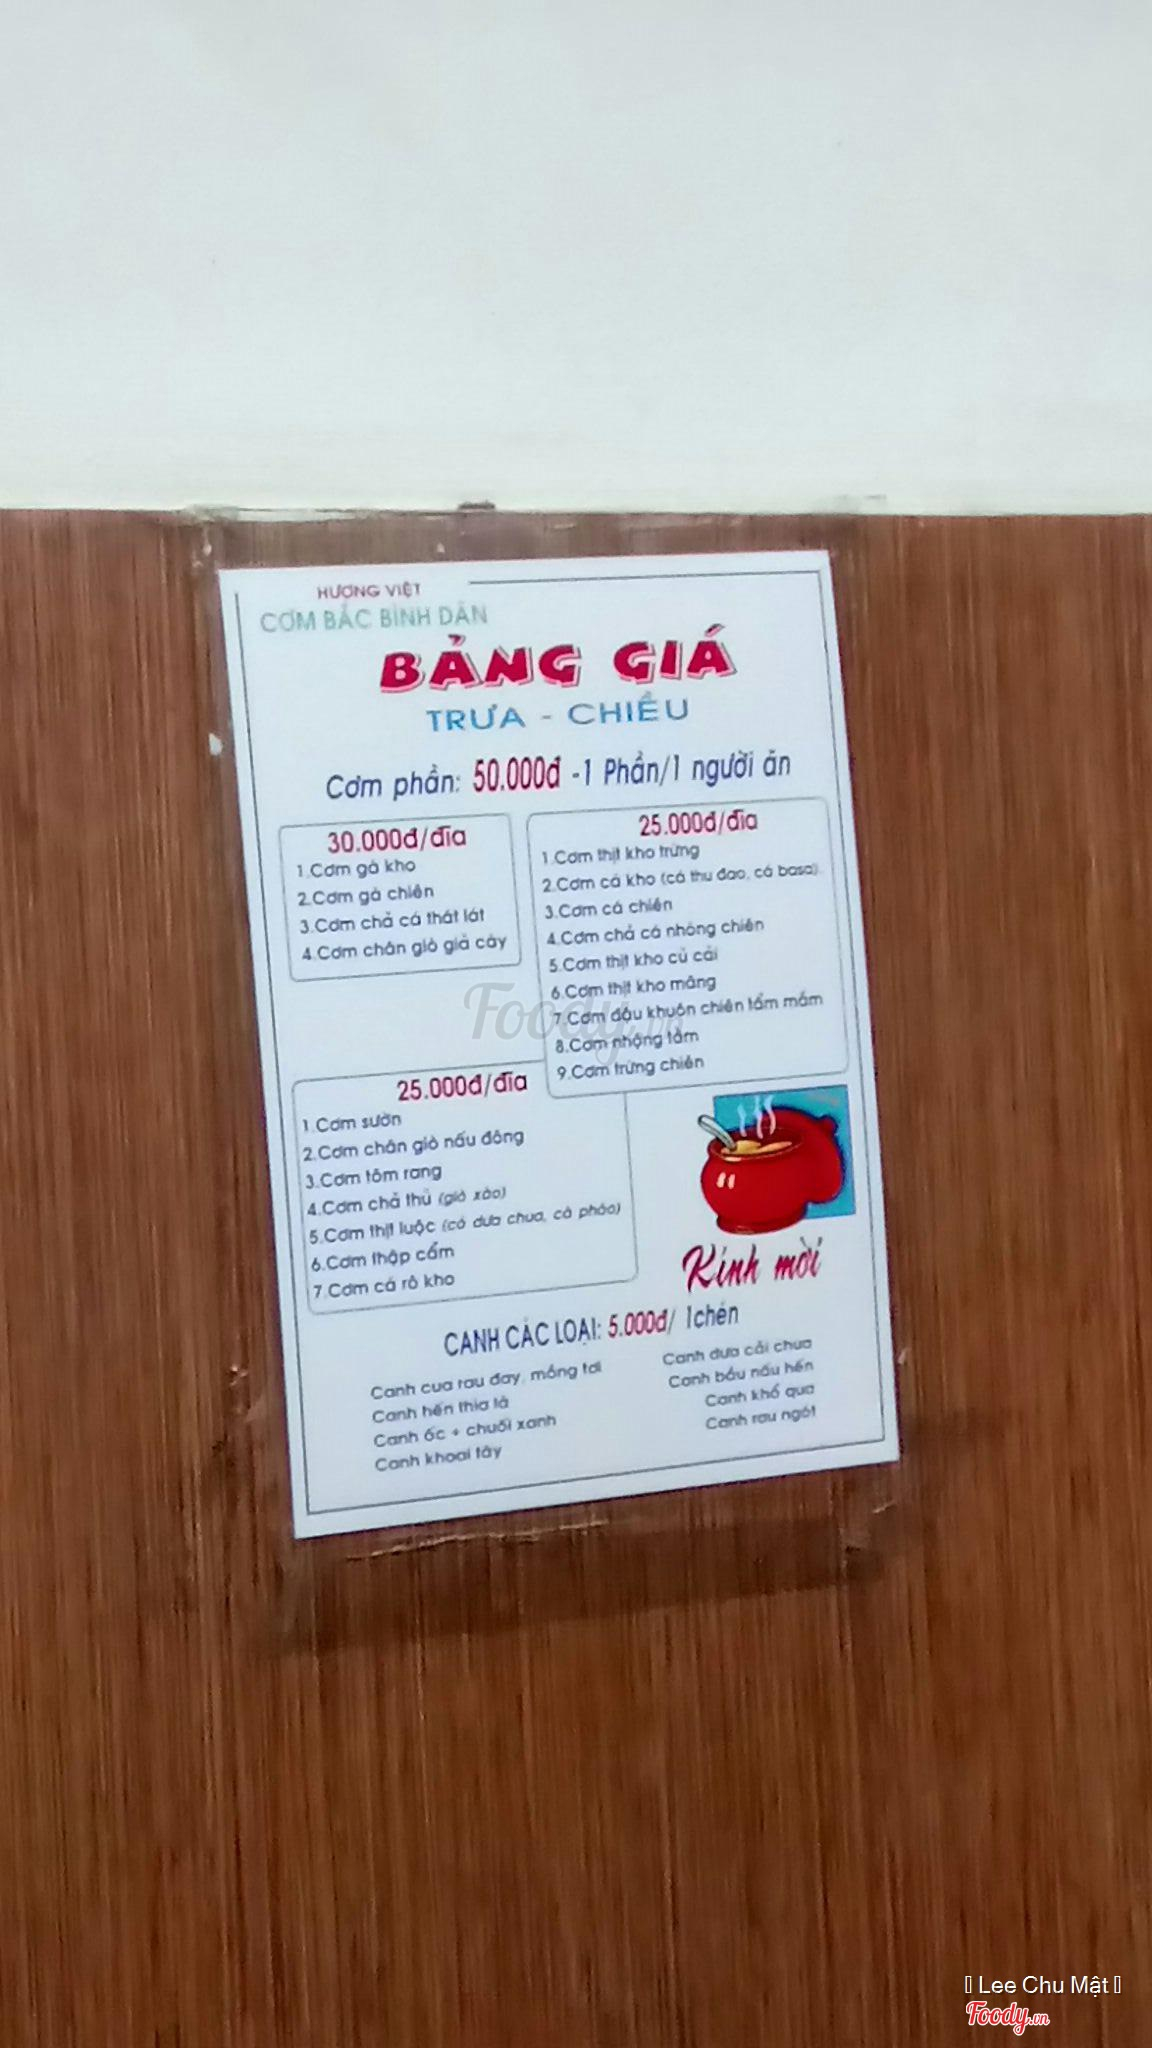 HƯƠNG VIỆT
CƠM BẮC BÌNH DÂN
BẢNG GIÁ
TRƯA - CHIỀU
Cơm phần: 50.000đ -1 Phần/1 người ăn
30.000đ/đĩa
1.Cơm gà kho
2.Cơm gà chiên
3.Cơm chả cá thát lát
4.Cơm chân giò giả cầy
25.000đ/đĩa
1.Cơm thịt kho trứng
2.Cơm cá kho (cá thu đao, cá basa).
3.Cơm cá chiên
4.Cơm chả cá nhồng chiên
5.Cơm thịt kho củ cải
6.Cơm thịt kho măng
7.Cơm đậu khuôn chiên tẩm mắm
8.Cơm nhộng tằm
9.Cơm trứng chiên
25.000đ/đĩa
1.Cơm sườn
2.Cơm chân giò nấu đông
3.Cơm tôm rang
4.Cơm chả thủ (giò xào)
5.Cơm thịt luộc (có dưa chua, cà pháo)
6.Cơm thập cẩm
7.Cơm cá rô kho
Kính mời
CANH CÁC LOẠI: 5.000đ/ 1chén
Canh cua rau đay, mồng tơi
Canh hến thìa là
Canh ốc + chuối xanh
Canh khoai tây
Canh dưa cải chua
Canh bầu nấu hến
Canh khổ qua
Canh rau ngót
Foody.vn
Lee Chu Mật
Foody.vn